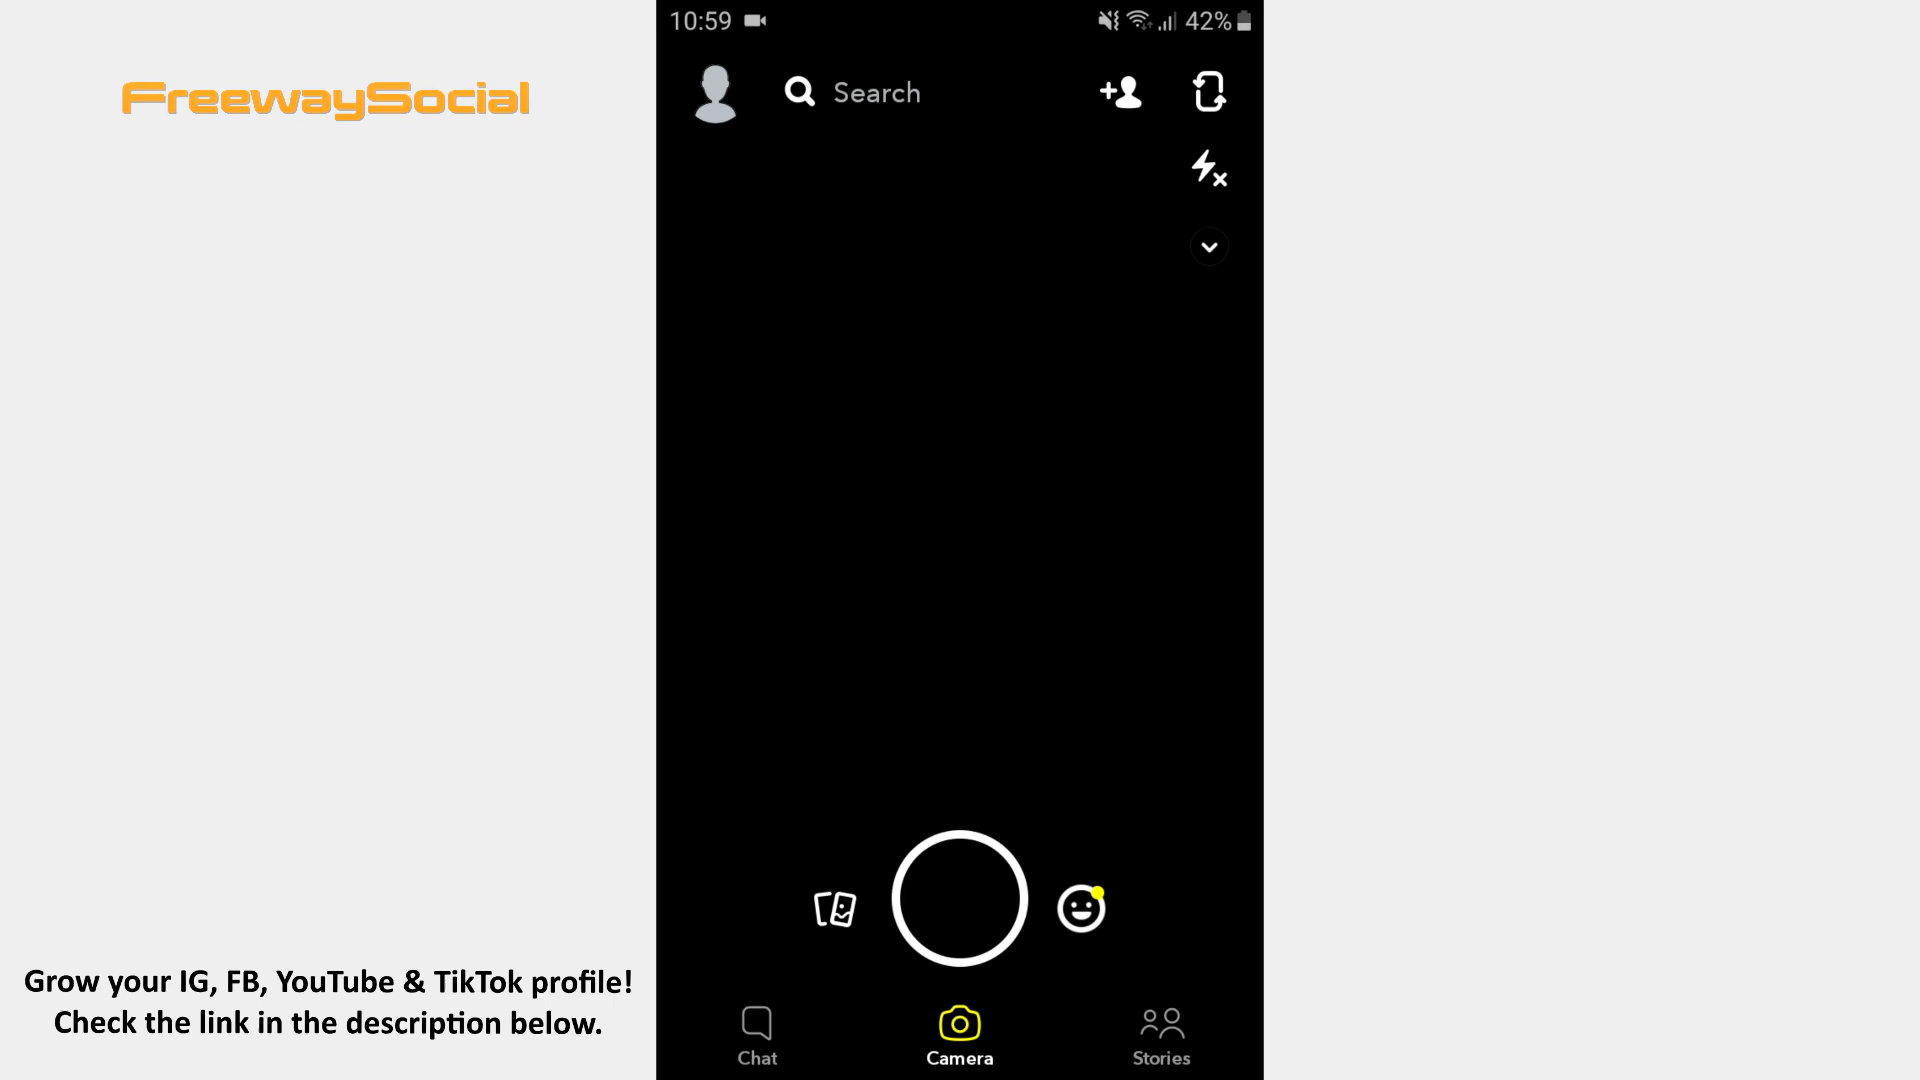 10:59
42%
FreewaySocial
Search
Grow your IG, FB, YouTube & TikTok profile!
Check the link in the description below.
Chat
Camera
Stories